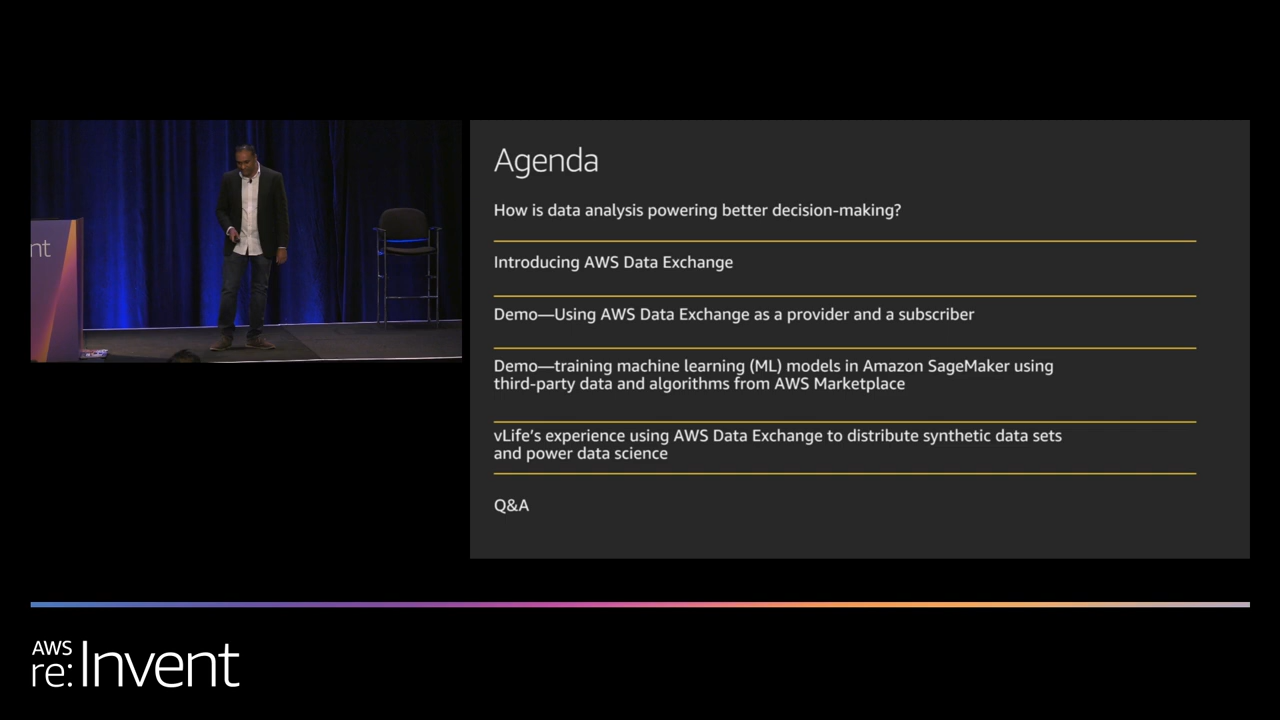 nt
Agenda
How is data analysis powering better decision-making?
Introducing AWS Data Exchange
Demo—Using AWS Data Exchange as a provider and a subscriber
Demo—training machine learning (ML) models in Amazon SageMaker using
third-party data and algorithms from AWS Marketplace
vLife's experience using AWS Data Exchange to distribute synthetic data sets
and power data science
Q&A
AWS
re:Invent